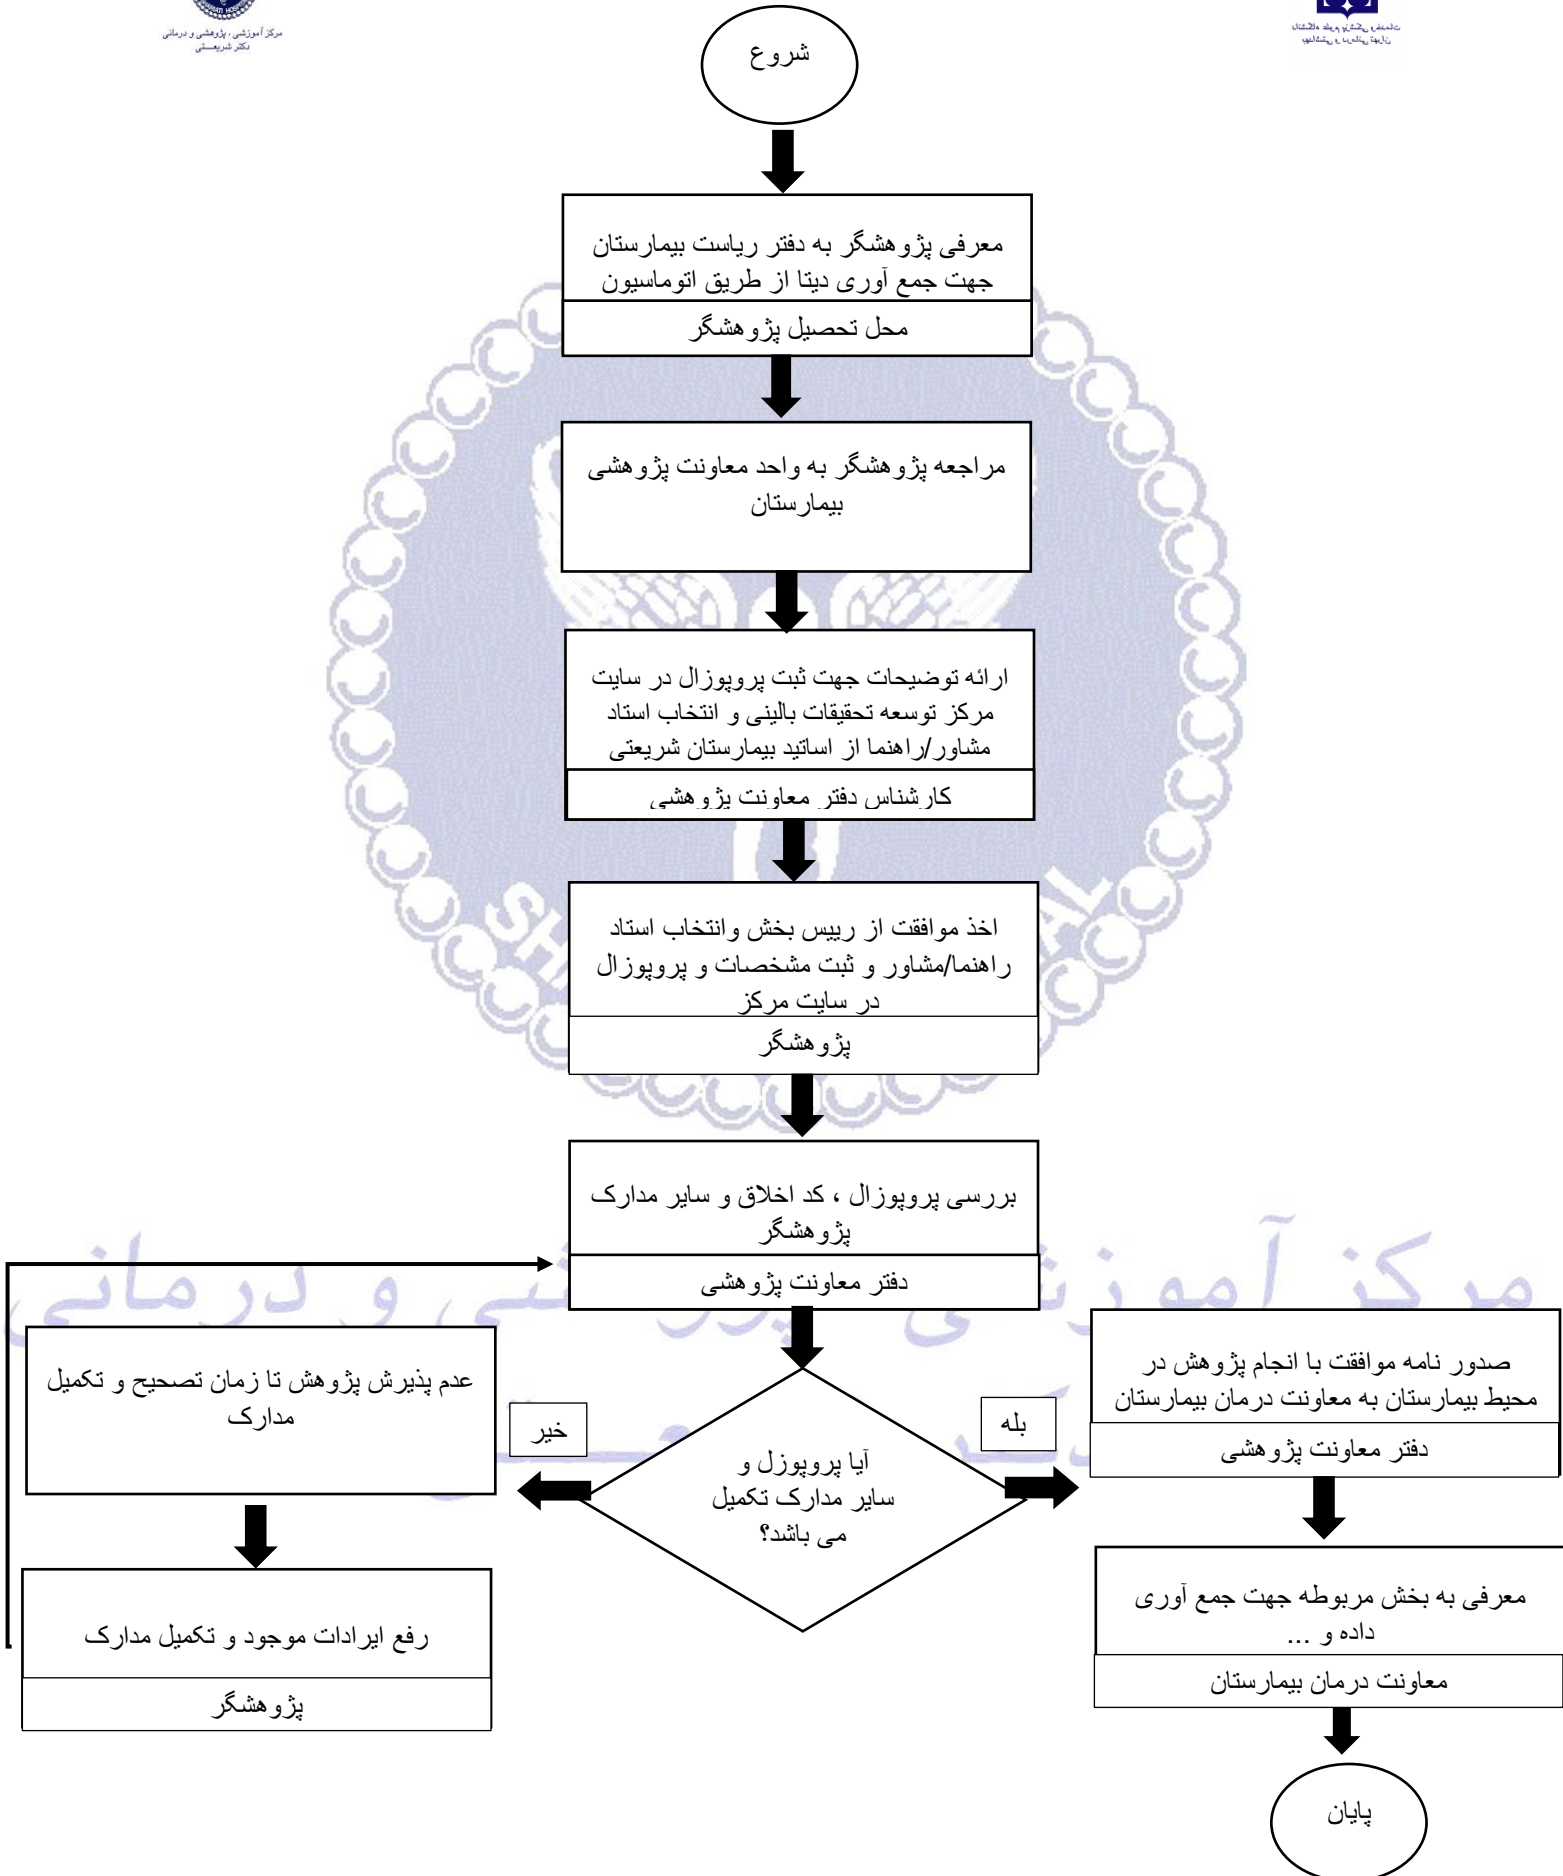 مرکز آموزشی ، پژوهشی و درمانی
دکتر شریعتی
شروع
معرفی پژوهشگر به دفتر ریاست بیمارستان
جهت جمع آوری دیتا از طریق اتوماسیون
محل تحصیل پژوهشگر
مراجعه پژوهشگر به واحد معاونت پژوهشی
بیمارستان
ارائه توضیحات جهت ثبت پروپوزال در سایت
مرکز توسعه تحقیقات بالینی و انتخاب استاد
مشاور/راهنما از اساتید بیمارستان شریعتی
کارشناس دفتر معاونت پژوهشی
اخذ موافقت از رییس بخش وانتخاب استاد
راهنما/مشاور و ثبت مشخصات و پروپوزال
در سایت مرکز
پژوهشگر
بررسی پروپوزال ، کد اخلاق و سایر مدارک
پژوهشگر
دفتر معاونت پژوهشی
آیا پروپوزل و
سایر مدارک تکمیل
می باشد؟
بله
صدور نامه موافقت با انجام پژوهش در
محیط بیمارستان به معاونت درمان بیمارستان
دفتر معاونت پژوهشی
معرفی به بخش مربوطه جهت جمع آوری
داده و ...
معاونت درمان بیمارستان
پایان
خیر
عدم پذیرش پژوهش تا زمان تصحیح و تکمیل
مدارک
رفع ایرادات موجود و تکمیل مدارک
پژوهشگر